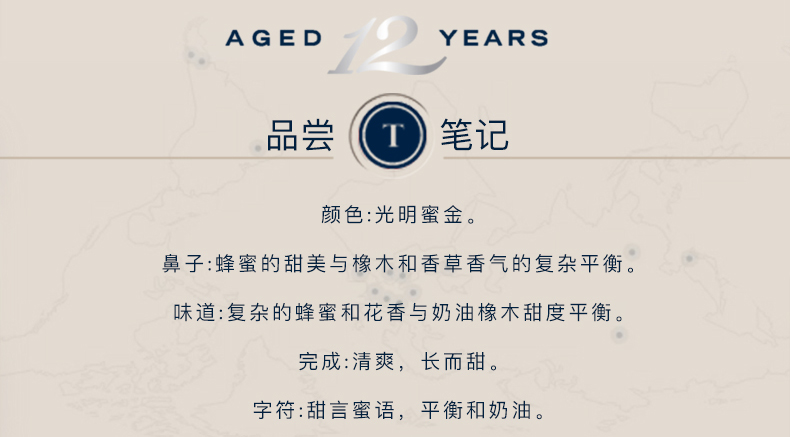 AGED 12 YEARS
品尝 T 笔记
颜色:光明蜜金。
鼻子:蜂蜜的甜美与橡木和香草香气的复杂平衡。
味道:复杂的蜂蜜和花香与奶油橡木甜度平衡。
完成:清爽，长而甜。
字符:甜言蜜语，平衡和奶油。